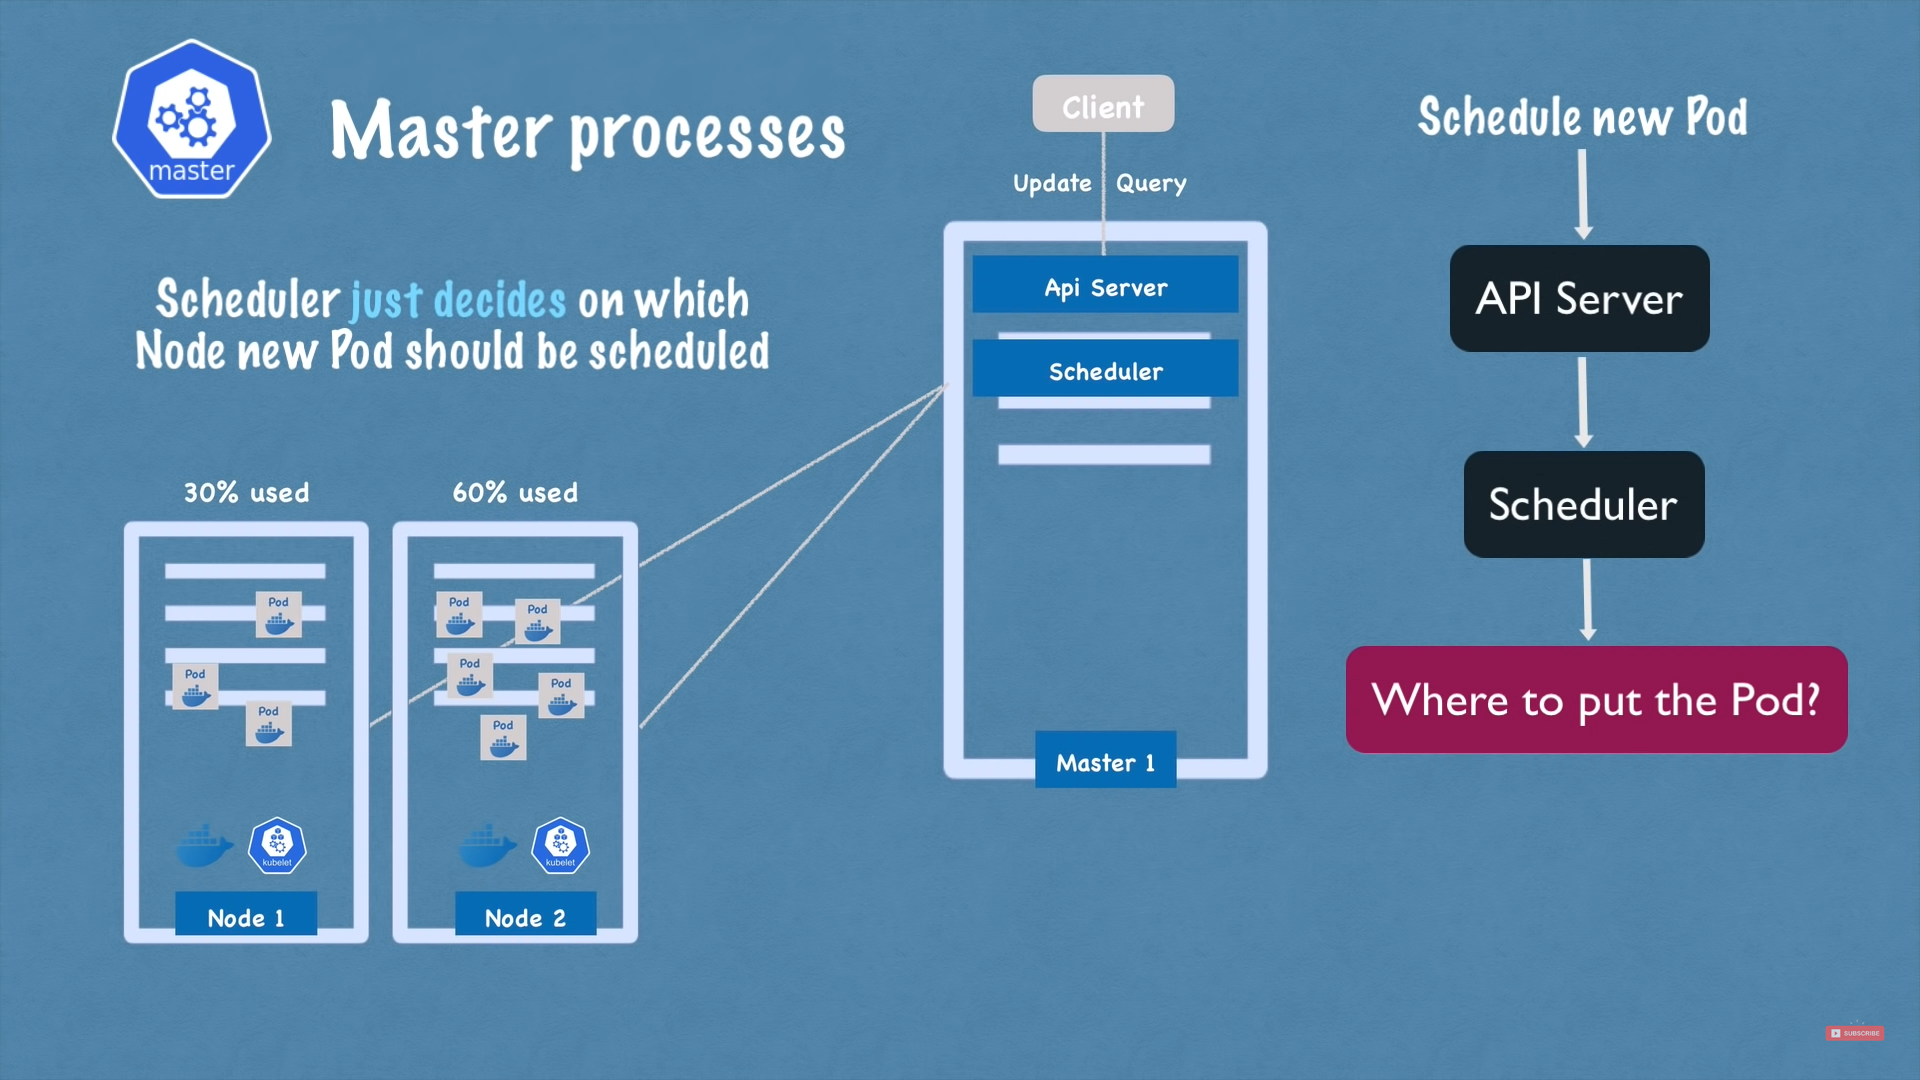 master
Master processes
Scheduler just decides on which
Node new Pod should be scheduled
30% used
60% used
Pod
Pod
Pod
kubelet
Node 1
Pod
Pod
Pod
Pod
Pod
kubelet
Node 2
Client
Update
Query
Api Server
Scheduler
Master 1
Schedule new Pod
API Server
Scheduler
Where to put the Pod?
SUBSCRIBE